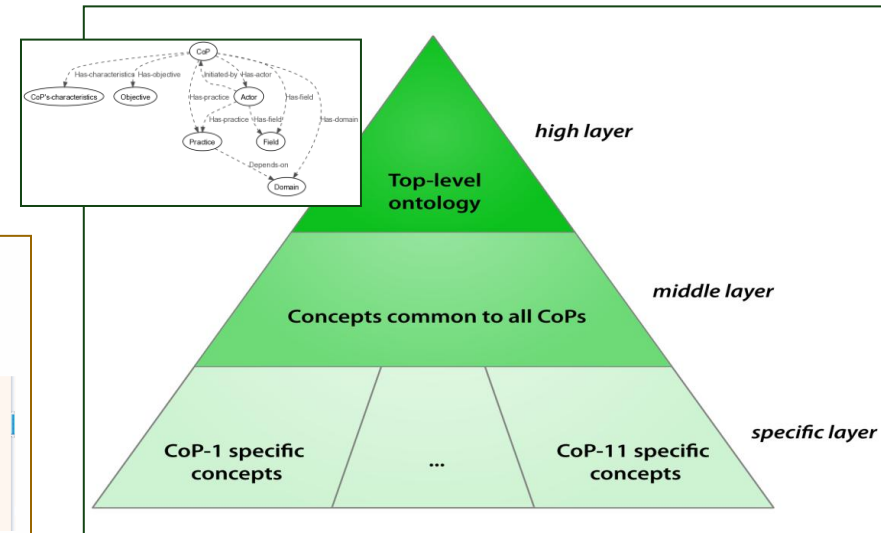 CoP
Has-characteristics Has-objective Initiated-by Has-actor
CoP's-characteristics Objective Has-practice Actor Has-field
Has-practice Has-field Has-domain
Practice Field
Depends-on
Domain
high layer
Top-level
ontology
middle layer
Concepts common to all CoPs
specific layer
CoP-1 specific
concepts
...
CoP-11 specific
concepts